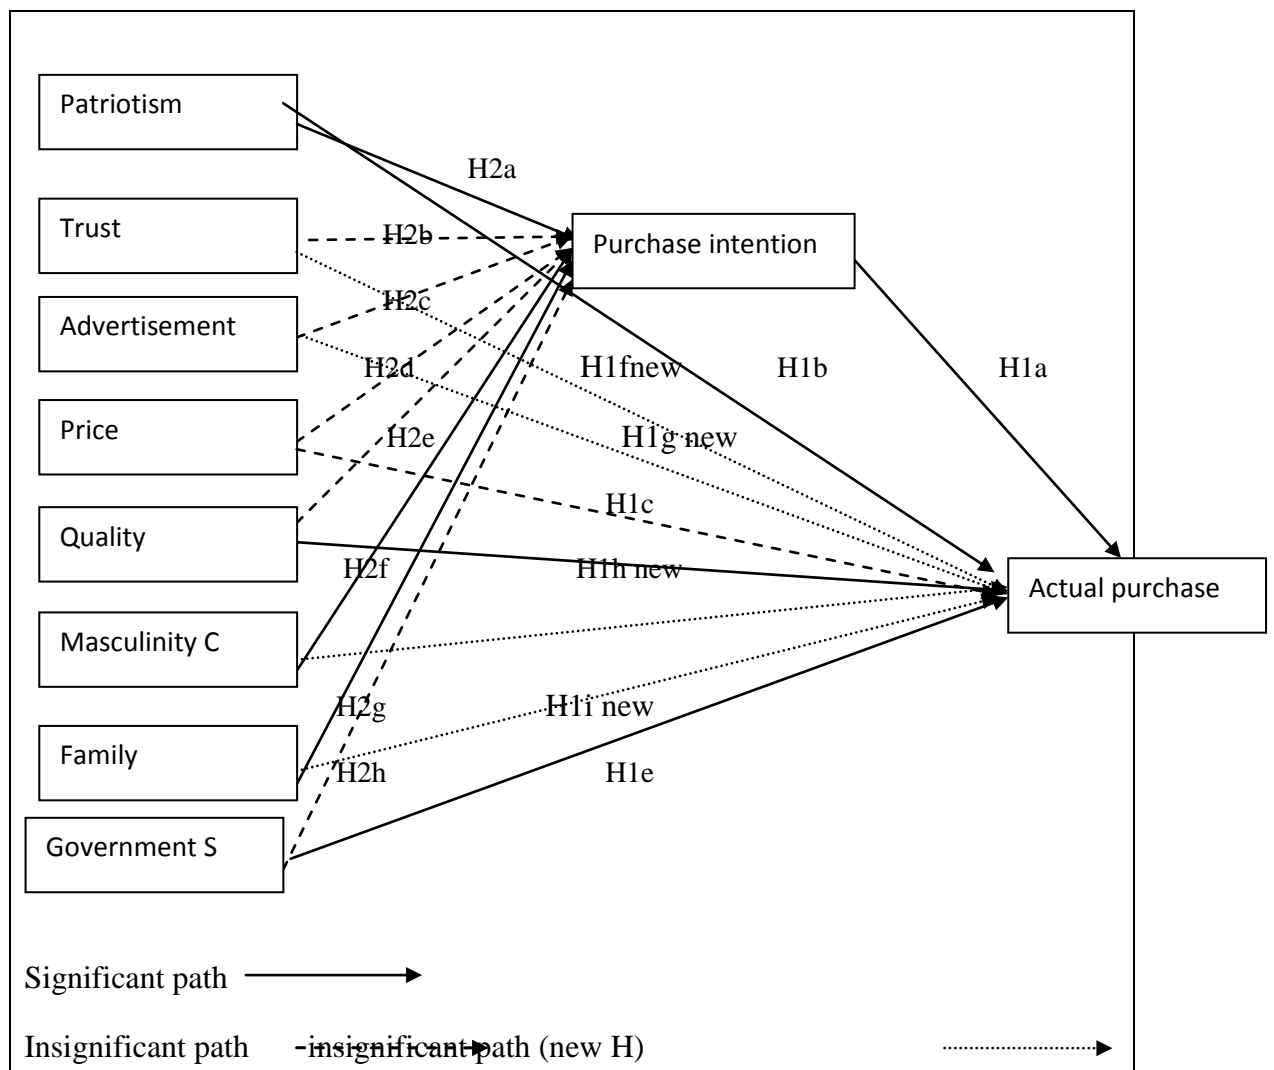 Patriotism
H2a
Trust
H2b
Purchase intention
H2c
Advertisement
H2d
H1fnew
H1b
H1a
Price
H2e
H1g new
H1c
Quality
H2f
H1h new
Actual purchase
Masculinity C
H2g
H1i new
Family
H2h
H1e
Government S
Significant path
Insignificant path insignificant path (new H)